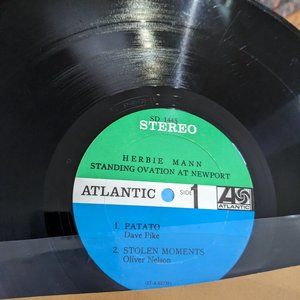 SD 1445
STEREO
HERBIE MANN
STANDING OVATION AT NEWPORT
ATLANTIC SIDE 1 ATLANTIC
1. PATATO
Dave Pike
2. STOLEN MOMENTS
Oliver Nelson